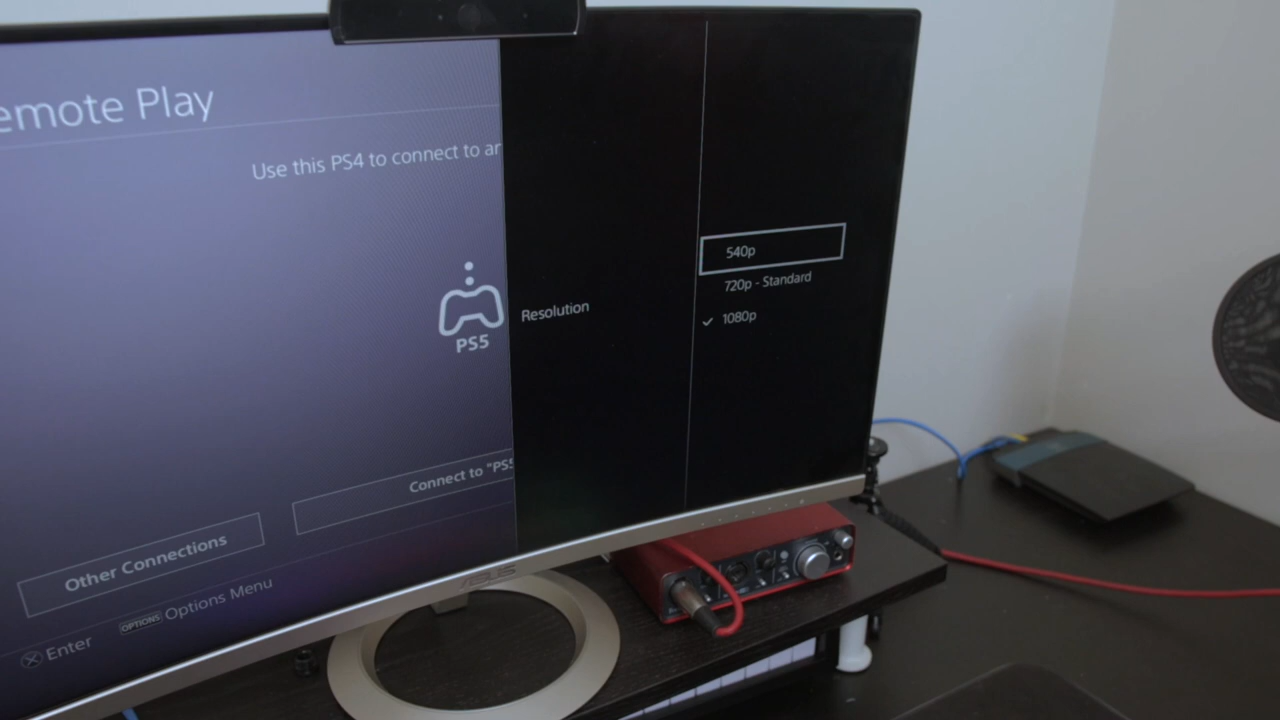 emote Play
Use this PS4 to connect to ar
PS5
Connect to "PS5
Other Connections
Enter
OPTIONS Options Menu
Resolution
540p
720p - Standard
1080p
ASUS